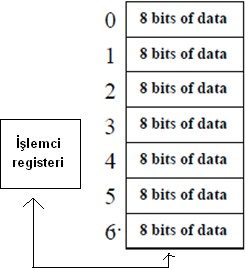 0 8 bits of data
1 8 bits of data
2 8 bits of data
3 8 bits of data
4 8 bits of data
5 8 bits of data
6 8 bits of data
İşlemci
registeri